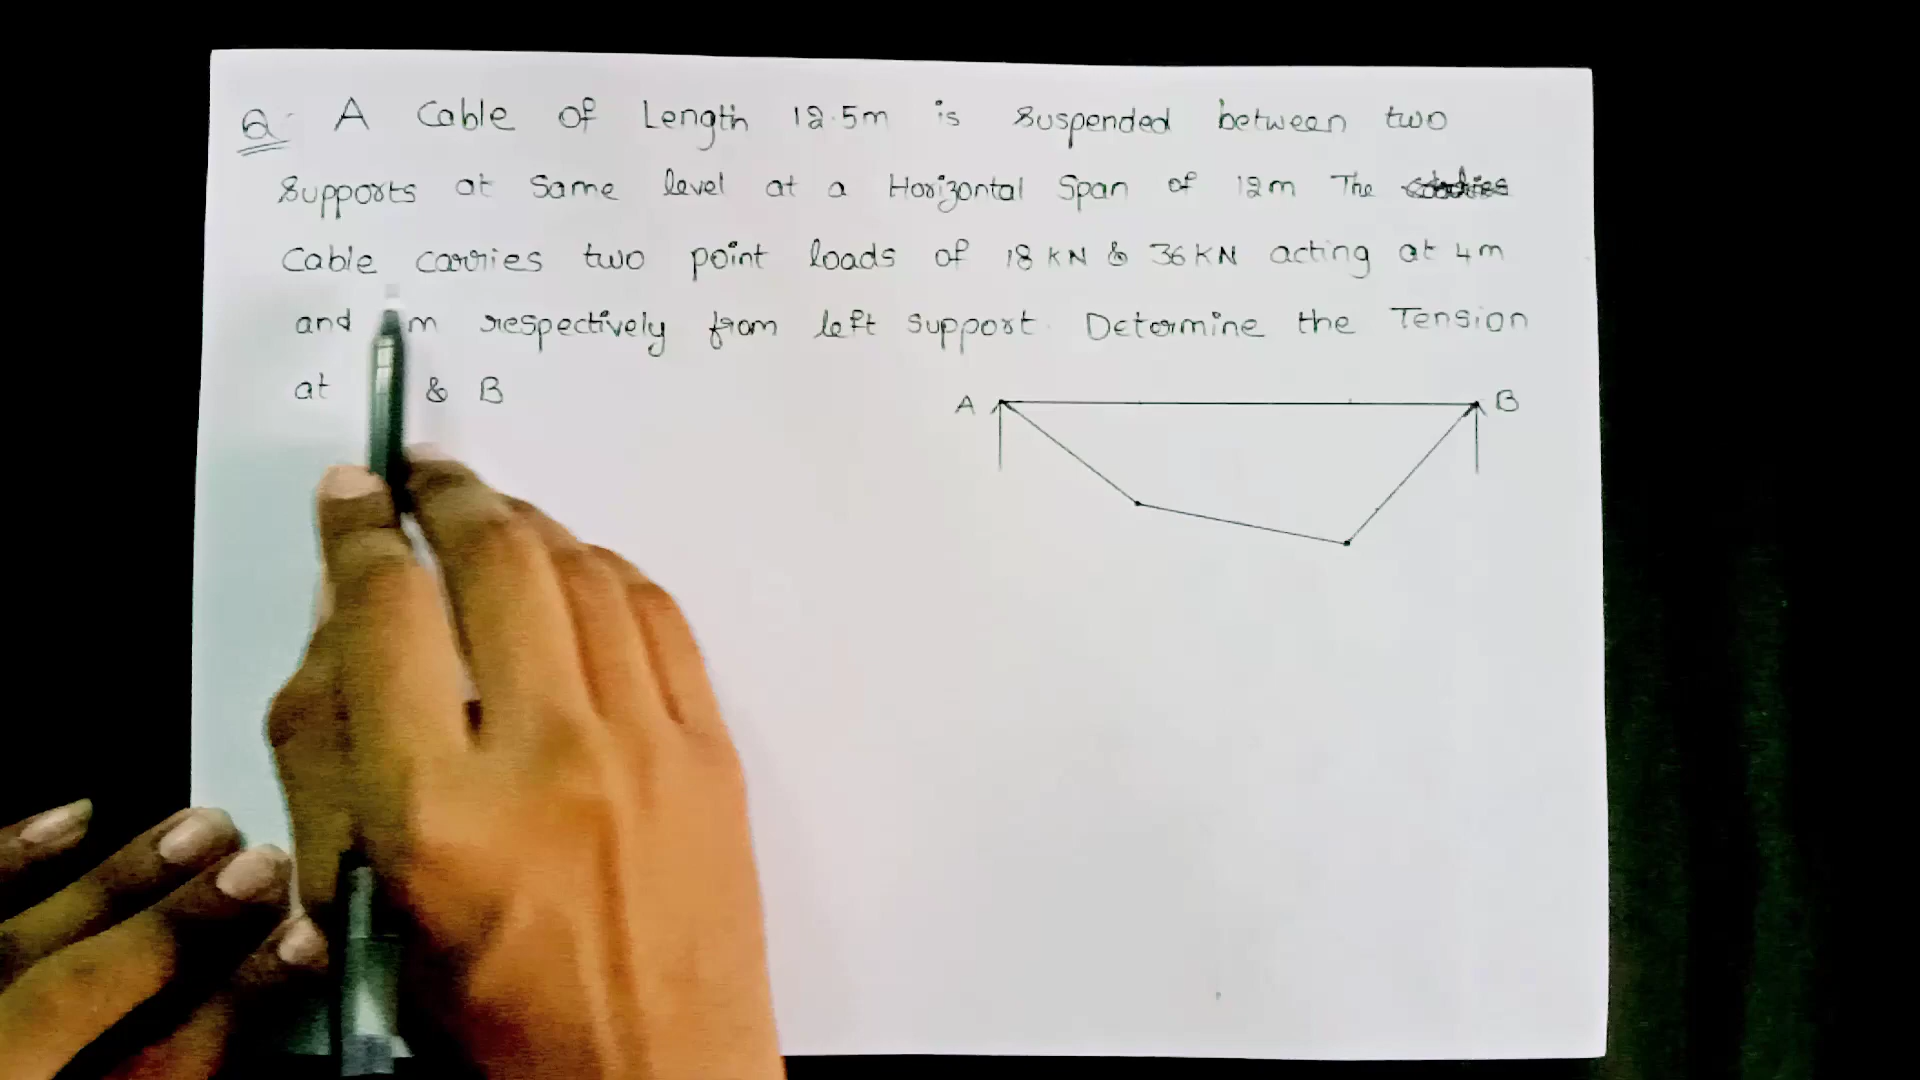 Q. A Cable of Length 12.5m is Suspended between two
Supports at Same level at a Horizontal Span of 12m The
Cable carries two point loads of 18 KN & 36 KN acting at 4m
and m respectively from left support. Determine the Tension
at & B
A B